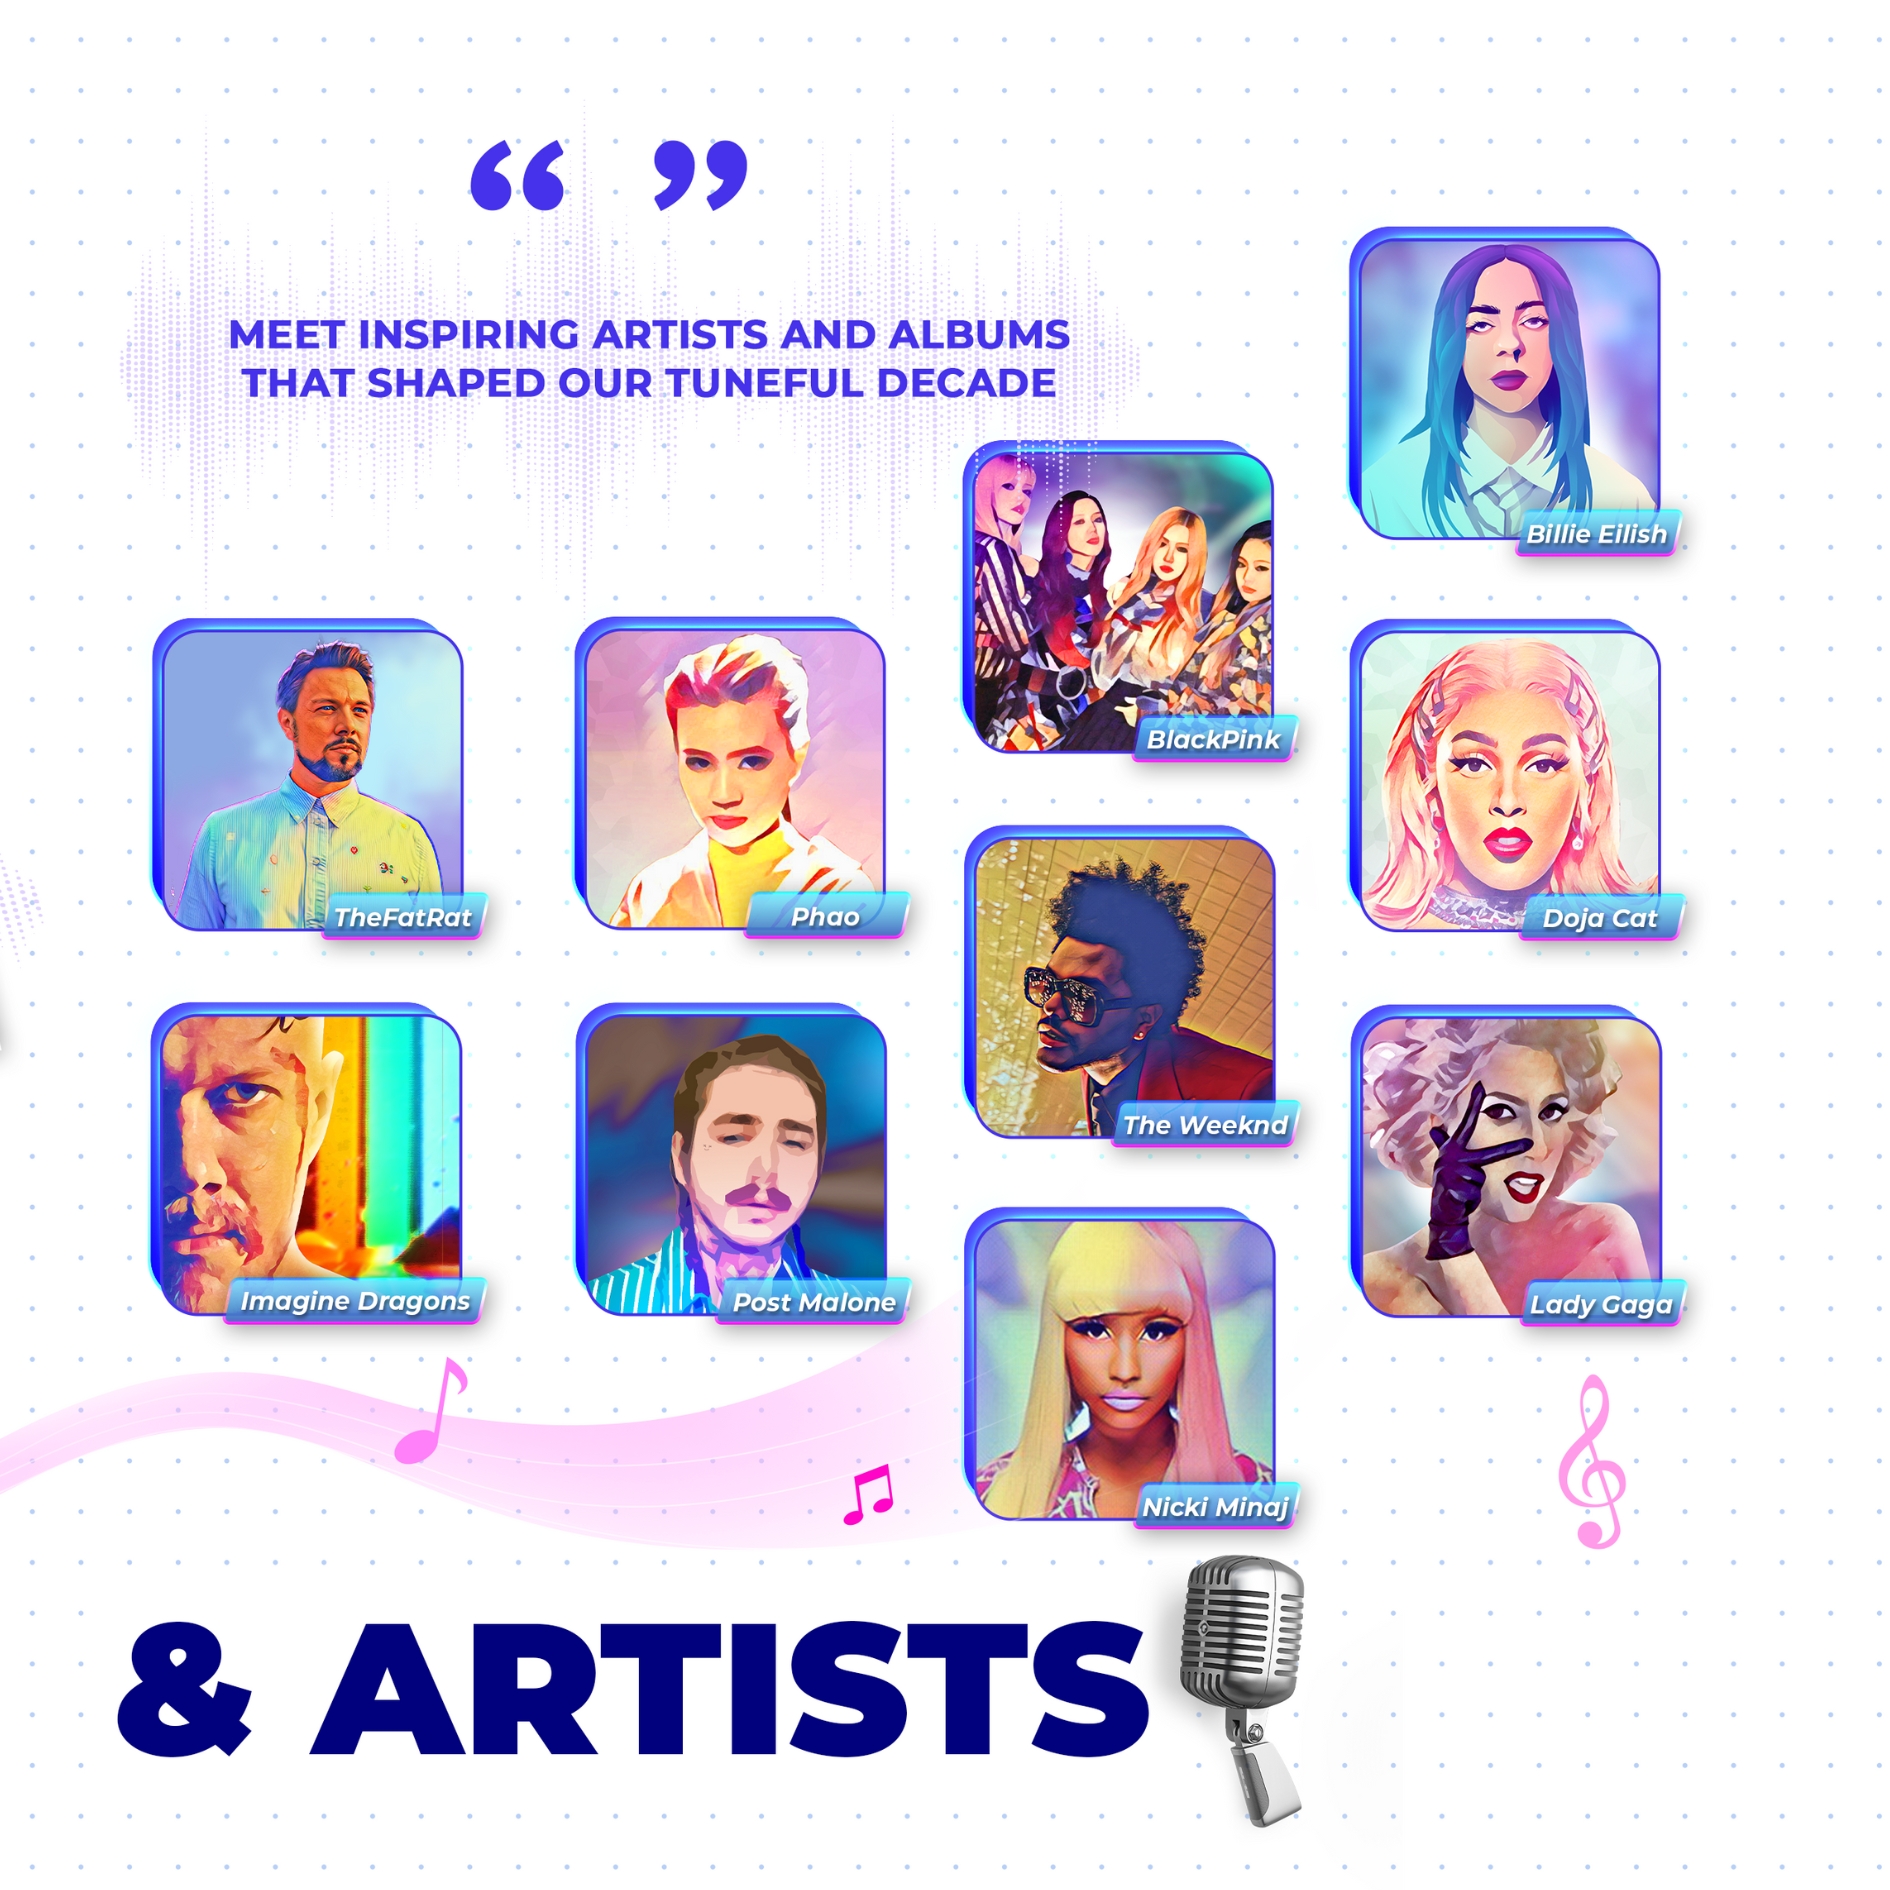 “ ”
MEET INSPIRING ARTISTS AND ALBUMS
THAT SHAPED OUR TUNEFUL DECADE
Billie Eilish
BlackPink
TheFatRat
Phao
Doja Cat
The Weeknd
Imagine Dragons
Post Malone
Lady Gaga
Nicki Minaj
& ARTISTS